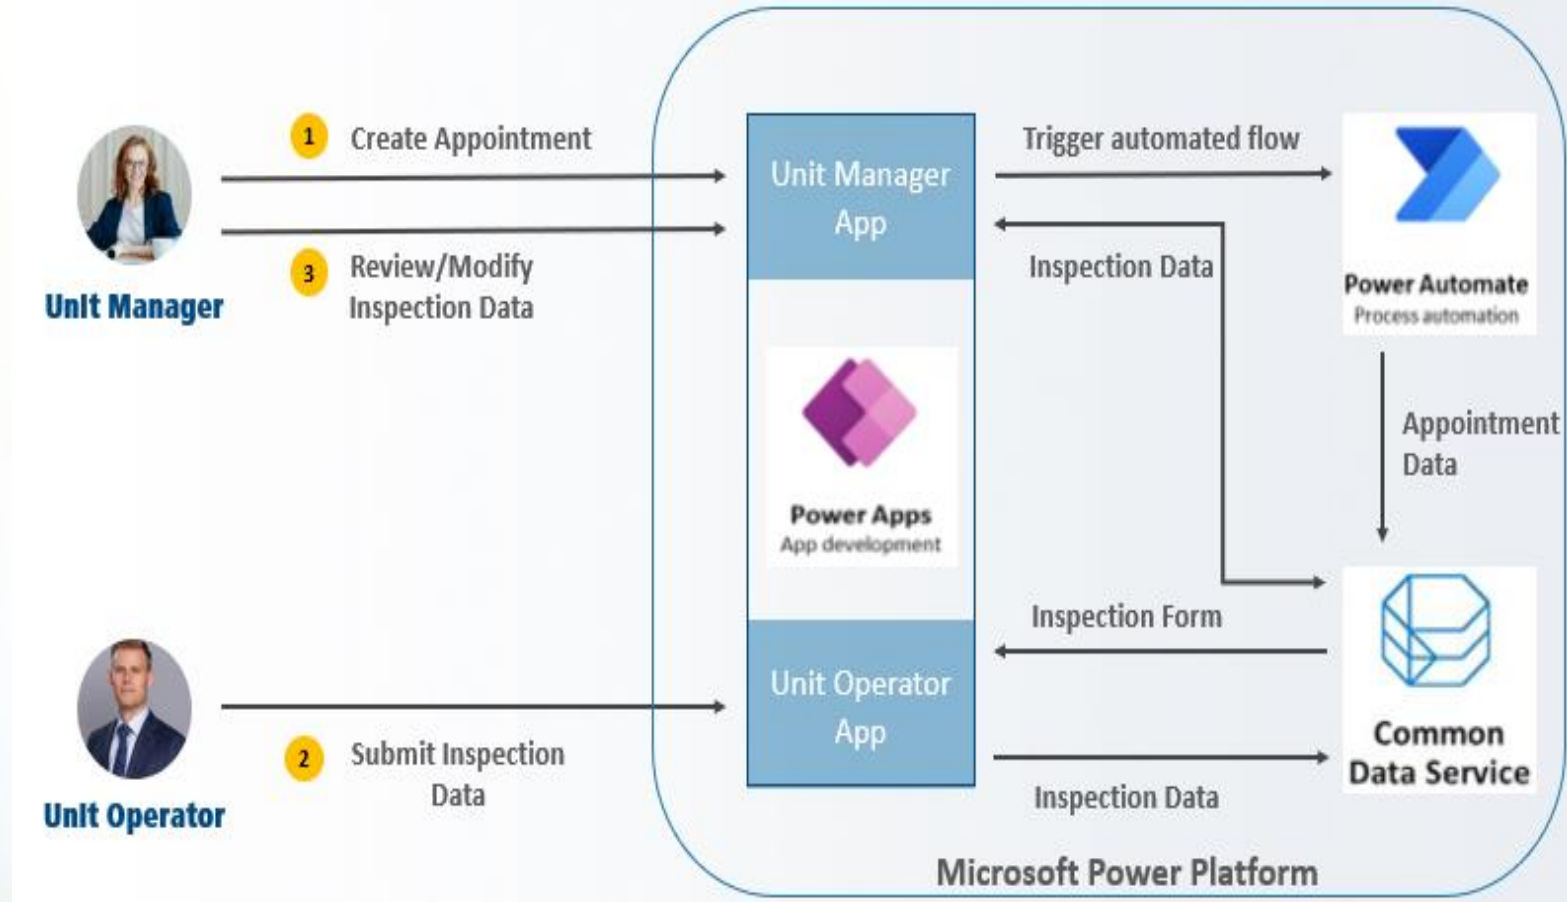 1 Create Appointment
Trigger automated flow
Unit Manager
App
3 Review/Modify
Inspection Data
Unit Manager
Inspection Data
Power Automate
Process automation
Power Apps
App development
Appointment
Data
Inspection Form
Unit Operator
App
2 Submit Inspection
Data
Unit Operator
Inspection Data
Common
Data Service
Microsoft Power Platform